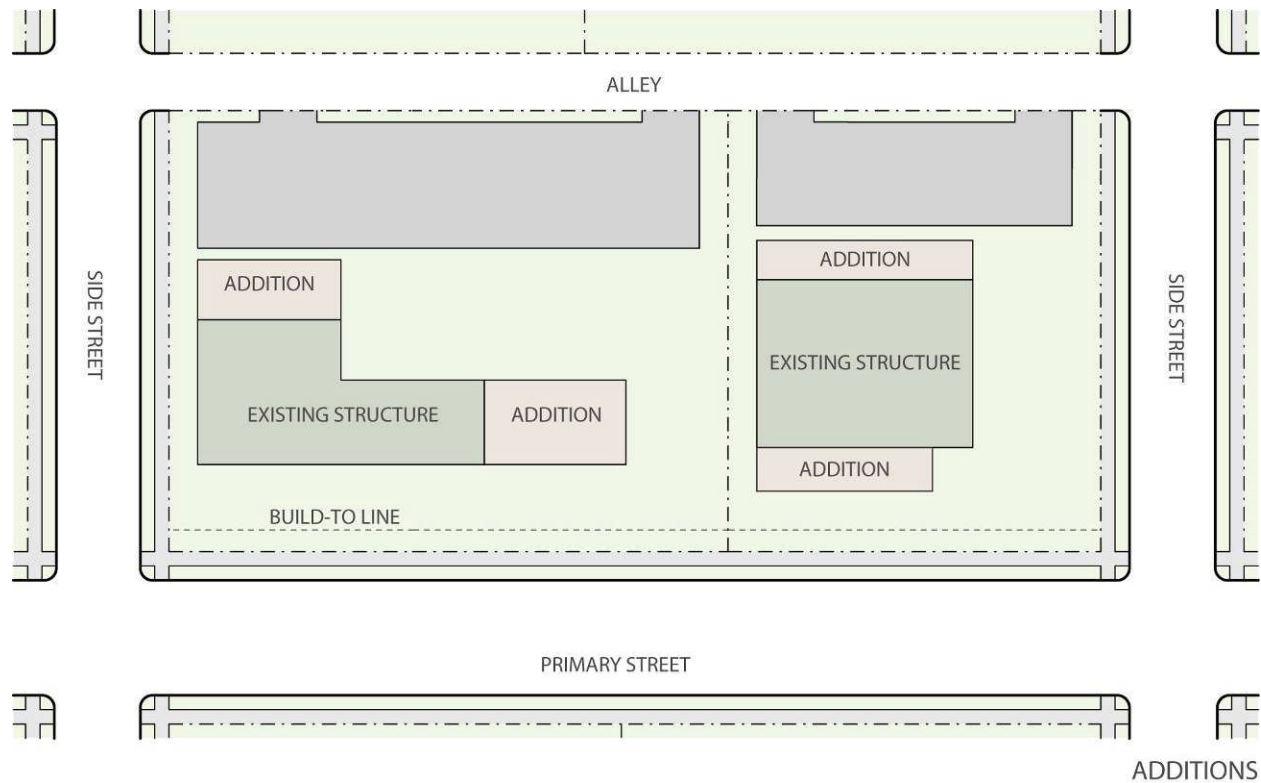 ALLEY
SIDE STREET
SIDE STREET
ADDITION
EXISTING STRUCTURE
ADDITION
BUILD-TO LINE
ADDITION
EXISTING STRUCTURE
ADDITION
PRIMARY STREET
ADDITIONS